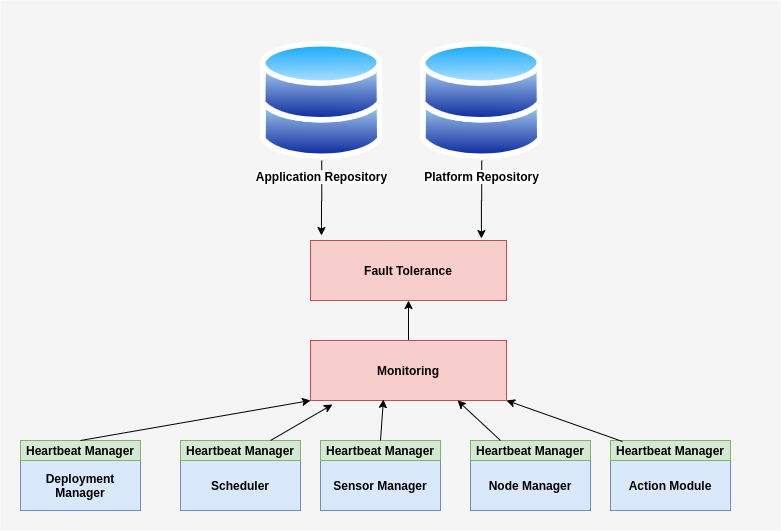 Application Repository
Platform Repository
Fault Tolerance
Monitoring
Heartbeat Manager
Heartbeat Manager
Heartbeat Manager
Heartbeat Manager
Heartbeat Manager
Deployment
Manager
Scheduler
Sensor Manager
Node Manager
Action Module